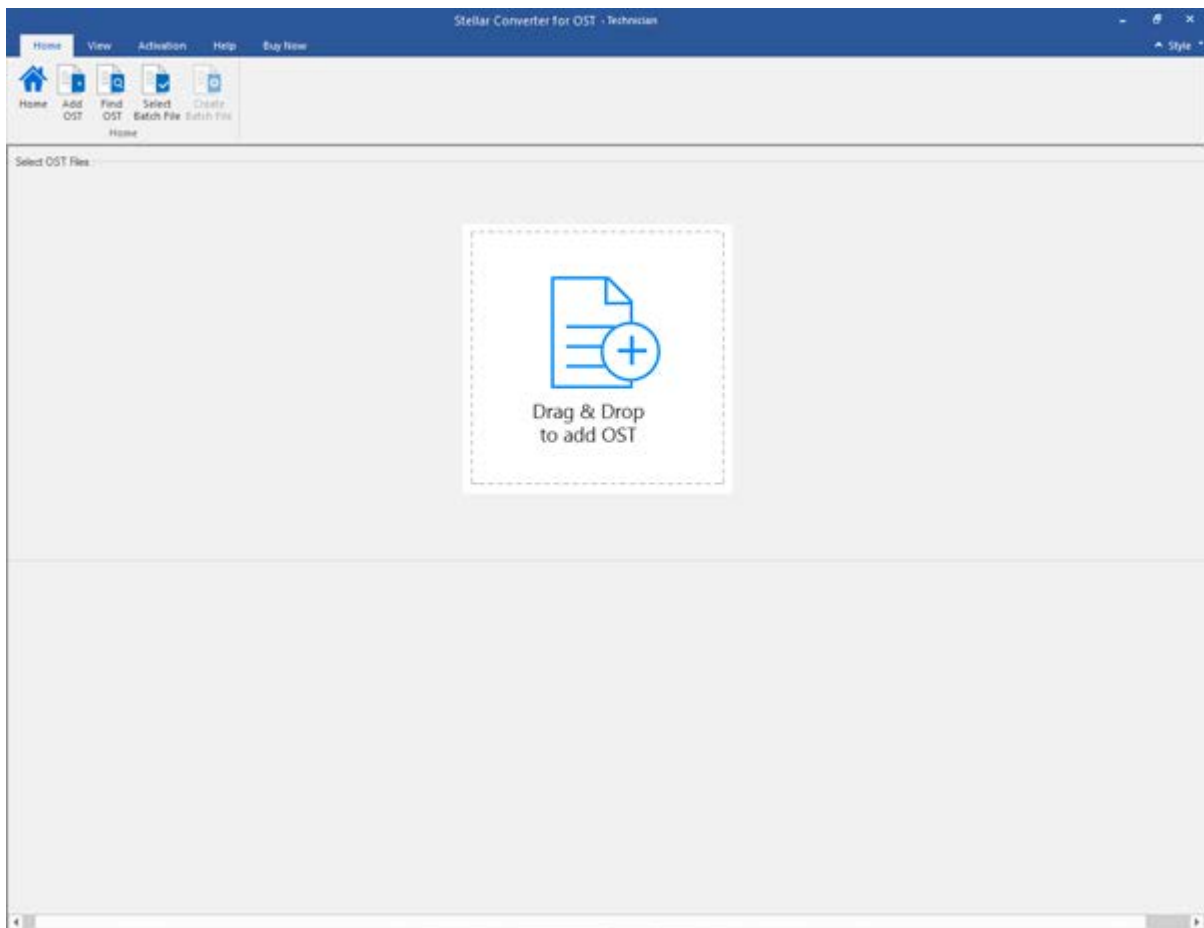 Stellar Converter for OST - Technician
Home View Activation Help Buy Now
Style
Home Add OST Find OST Select Batch File Create Batch File
Home
Select OST Files
Drag & Drop
to add OST